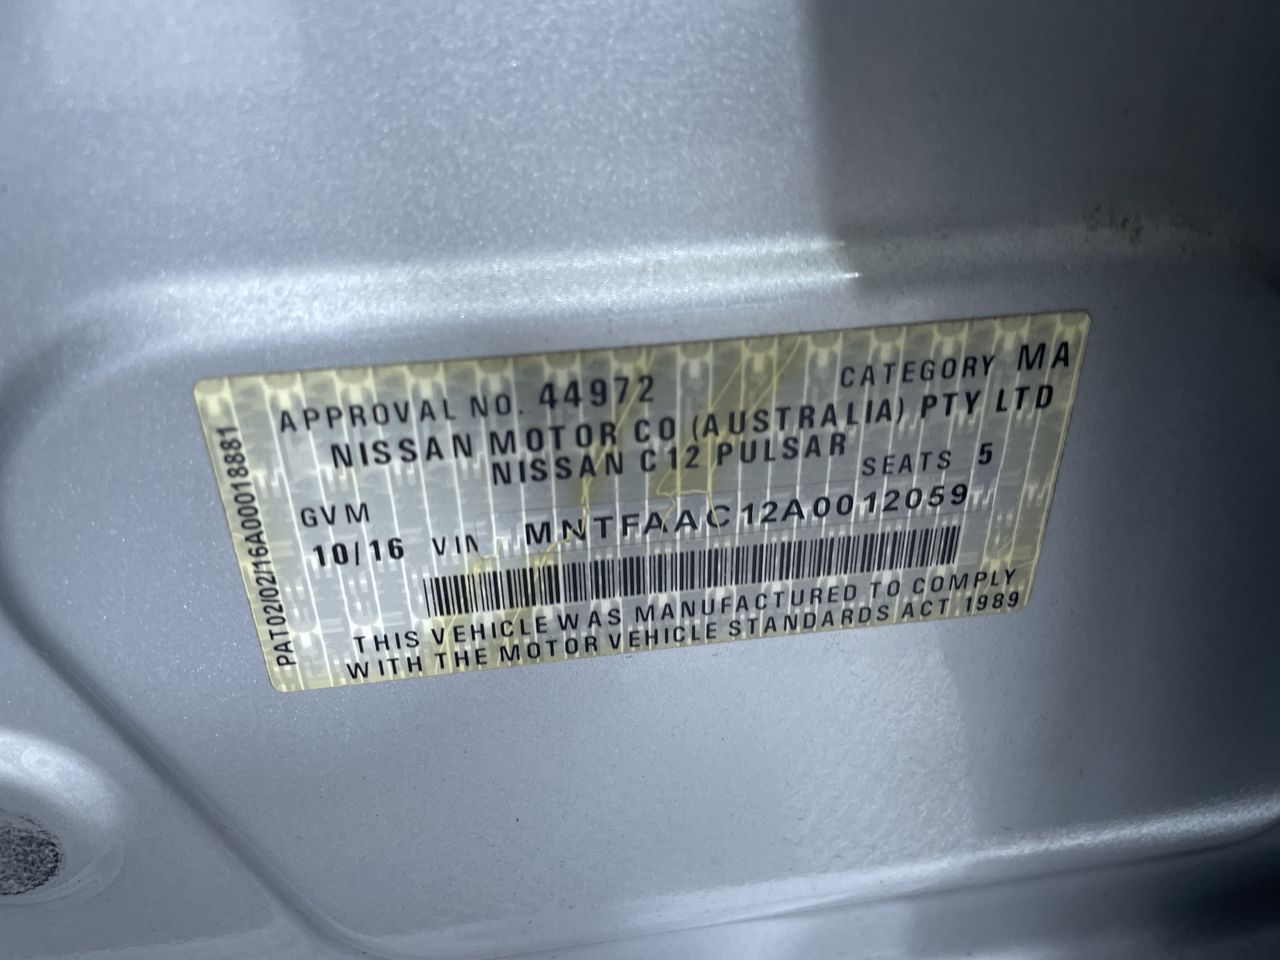 APPROVAL NO. 44972 CATEGORY MA
NISSAN MOTOR CO (AUSTRALIA) PTY LTD
NISSAN C12 PULSAR
GVM SEATS 5
10/16 VIN MNTFAAC12A0012059
THIS VEHICLE WAS MANUFACTURED TO COMPLY
WITH THE MOTOR VEHICLE STANDARDS ACT 1989
PAT02/02/16A00018881